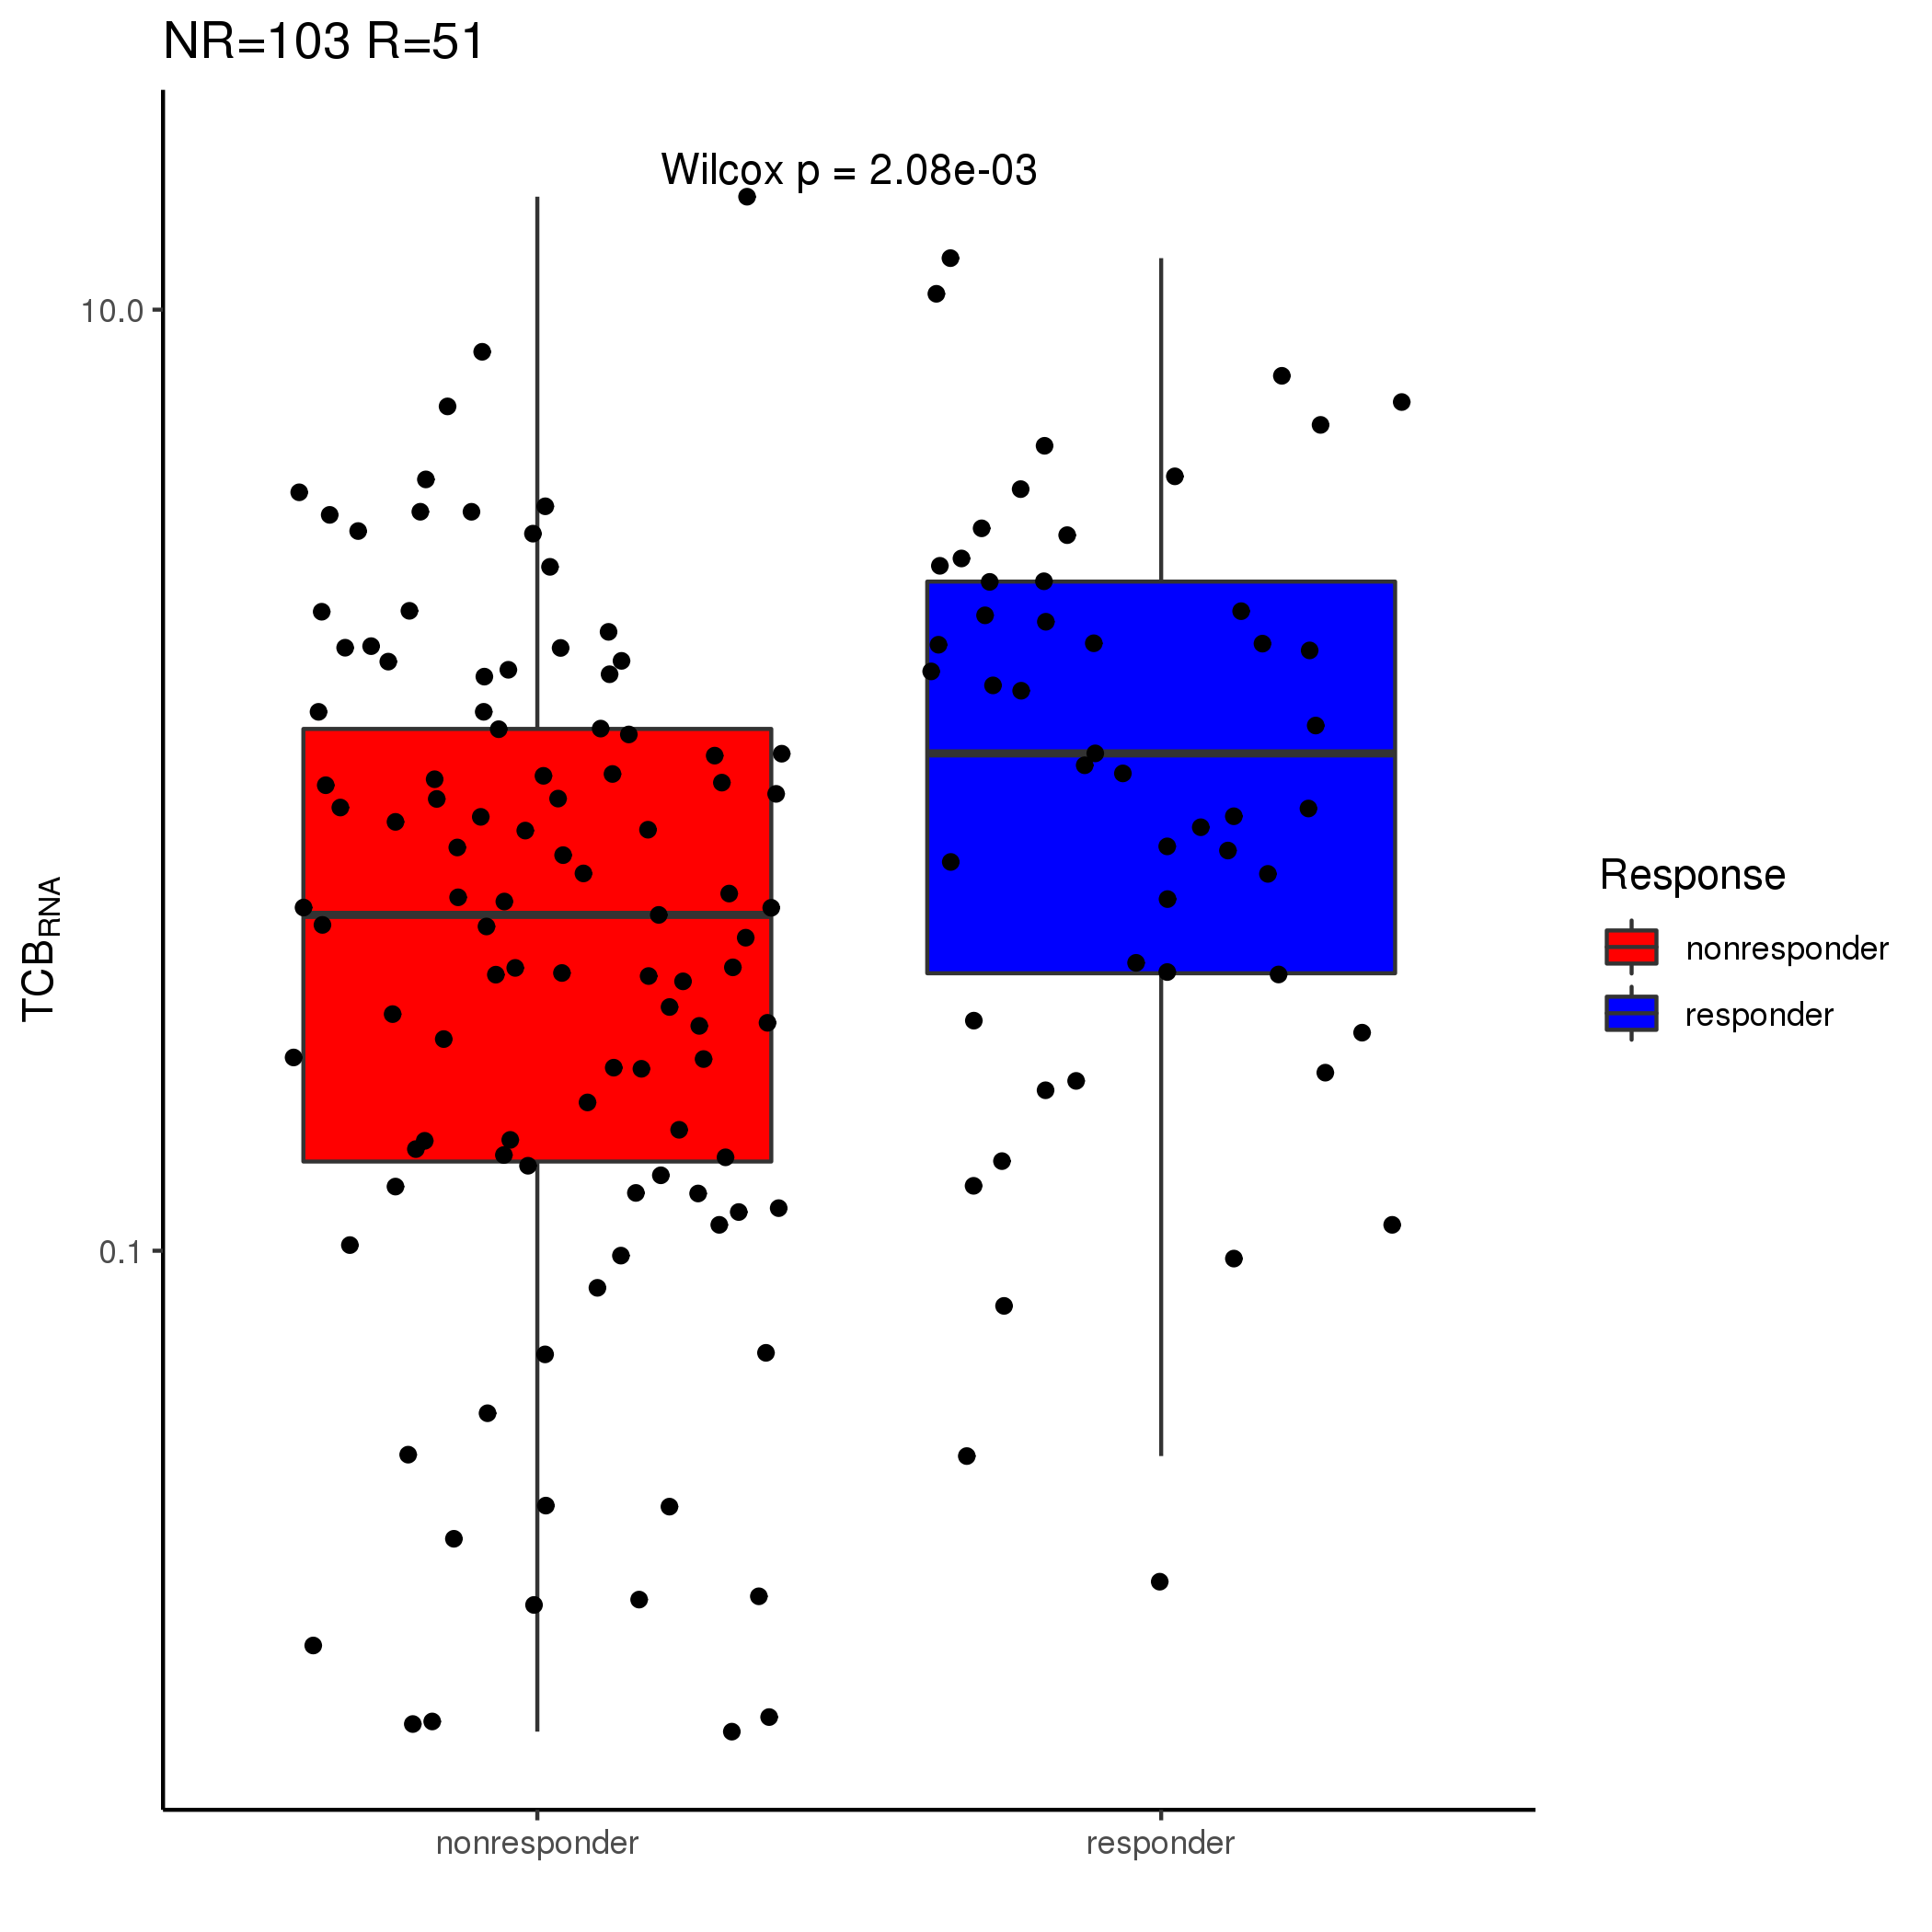 NR=103 R=51
Wilcox p = 2.08e-03
10.0
0.1
TCBRNA
nonresponder
responder
Response
nonresponder
responder